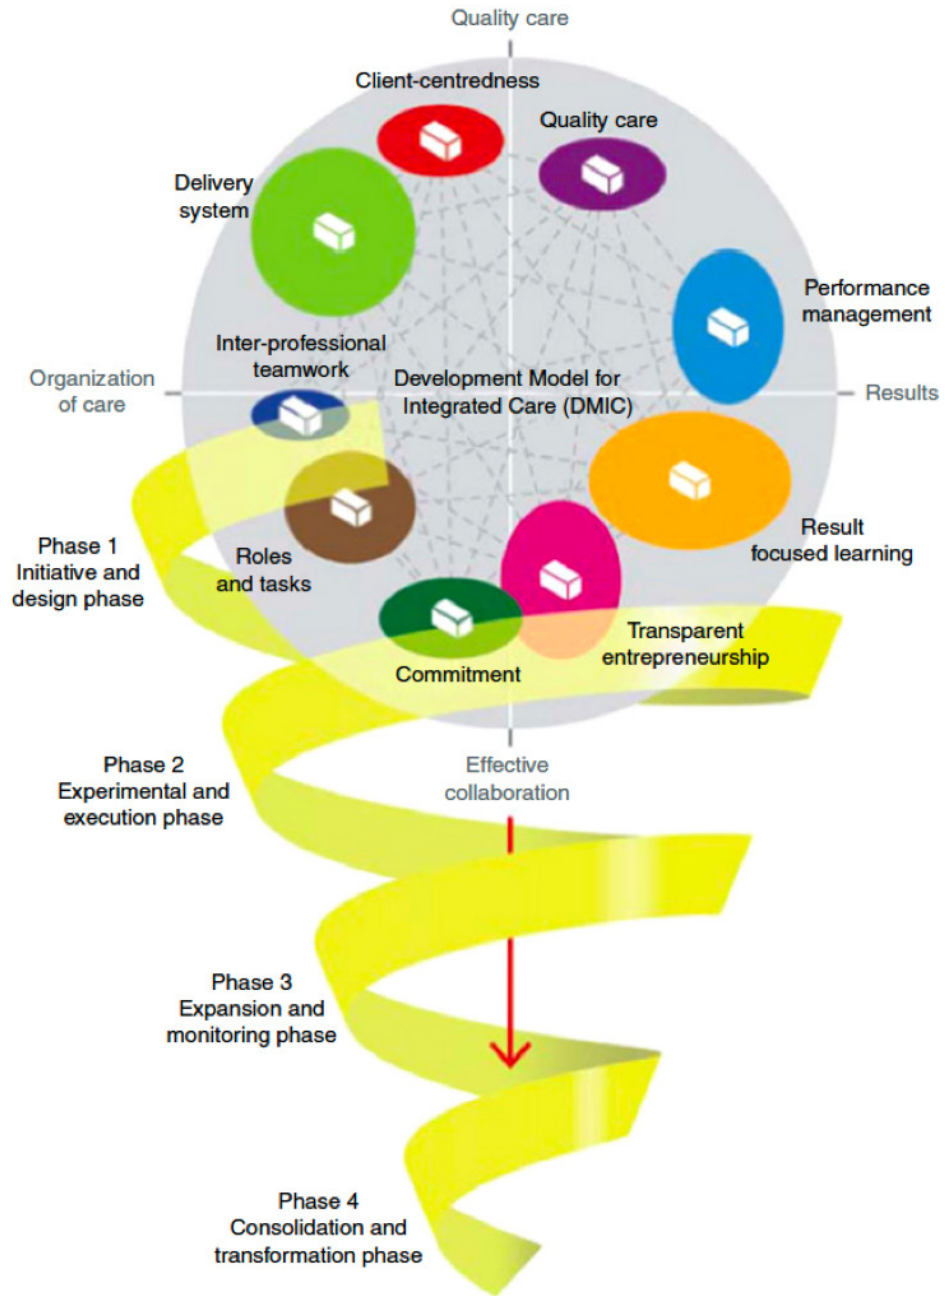 Quality care
Client-centredness
Quality care
Delivery
system
Performance
management
Inter-professional
teamwork
Organization
of care
Development Model for
Integrated Care (DMIC)
Results
Phase 1
Initiative and
design phase
Roles
and tasks
Result
focused learning
Transparent
entrepreneurship
Commitment
Phase 2
Experimental and
execution phase
Effective
collaboration
Phase 3
Expansion and
monitoring phase
Phase 4
Consolidation and
transformation phase